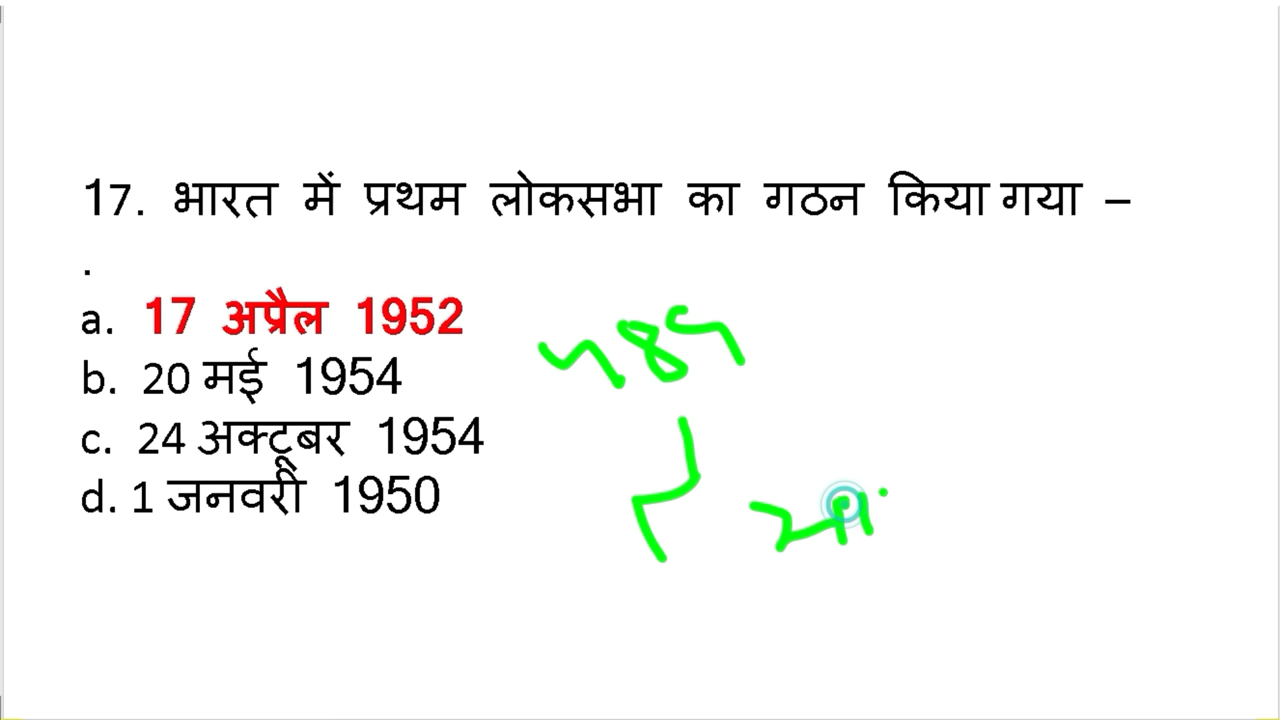 17. भारत में प्रथम लोकसभा का गठन किया गया –
.
a. 17 अप्रैल 1952
b. 20 मई 1954
c. 24 अक्टूबर 1954
d. 1 जनवरी 1950